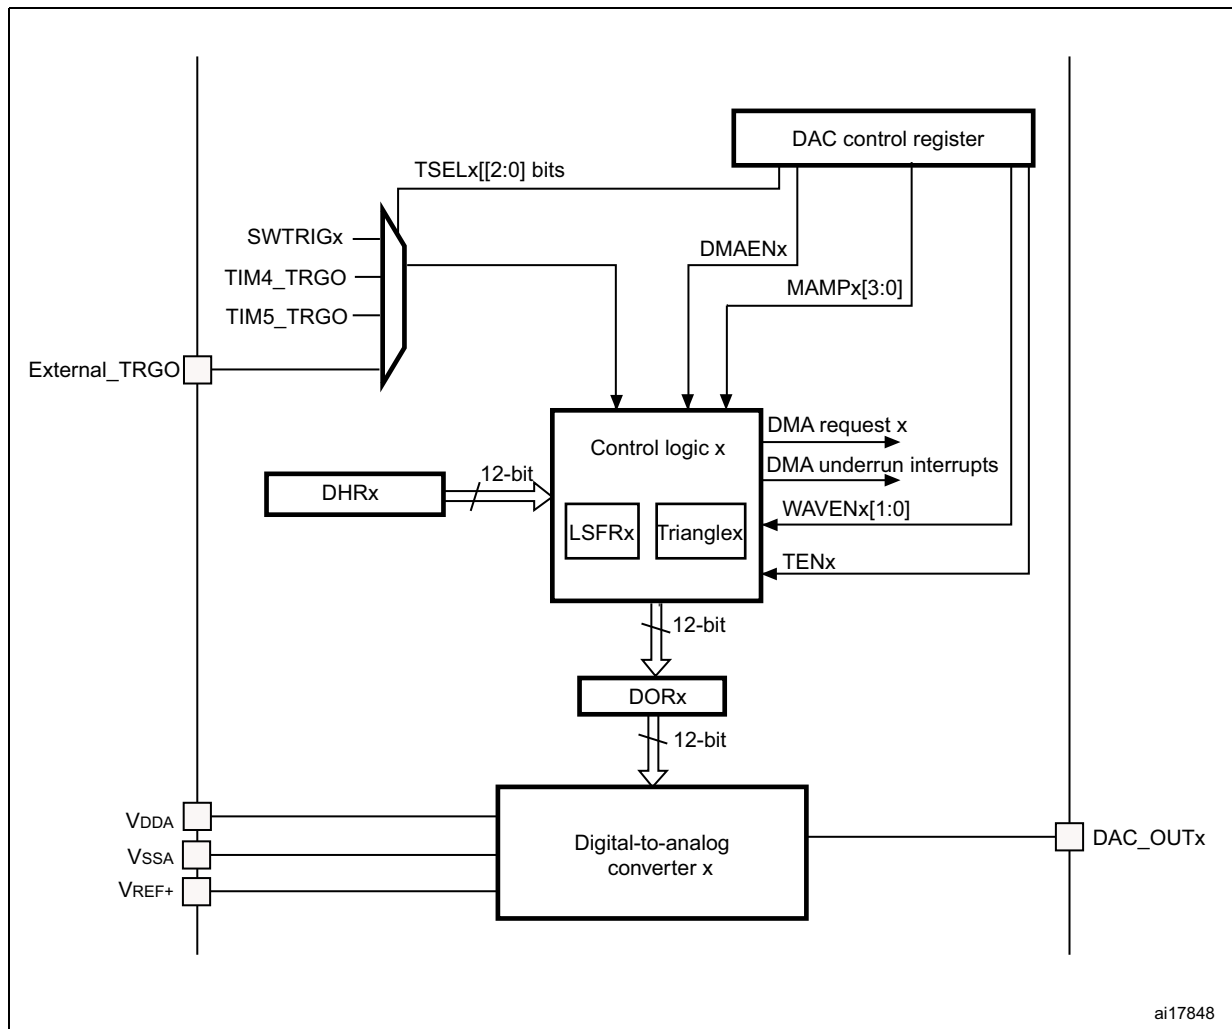 DAC control register
TSELx[[2:0] bits
SWTRIGx
DMAENx
TIM4_TRGO
MAMPx[3:0]
TIM5_TRGO
External_TRGO
DMA request x
Control logic x
DMA underrun interrupts
12-bit
DHRx
WAVENx[1:0]
LSFRx
Trianglex
TENx
12-bit
DORx
12-bit
VDDA
Digital-to-analog
converter x
DAC_OUTx
VSSA
VREF+
ai17848